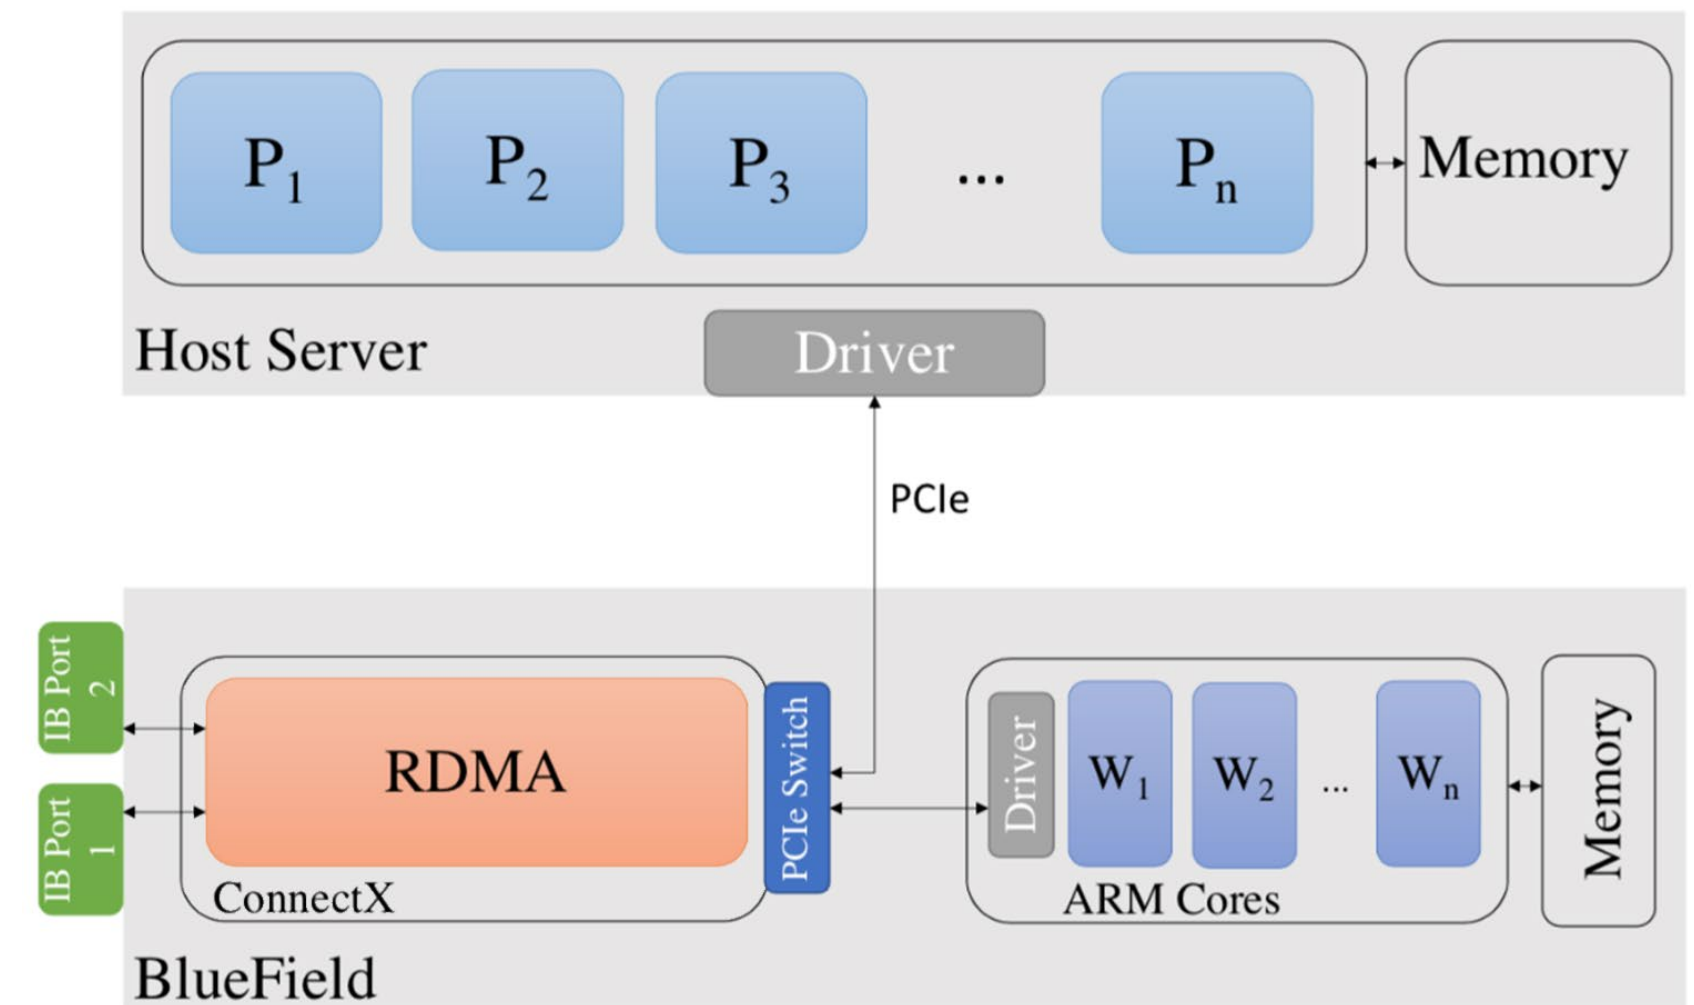 P1 P2 P3 ... Pn
Memory
Host Server
Driver
PCIe
IB Port 2
IB Port 1
RDMA
ConnectX
PCIe Switch
Driver
W1 W2 ... Wn
ARM Cores
Memory
BlueField